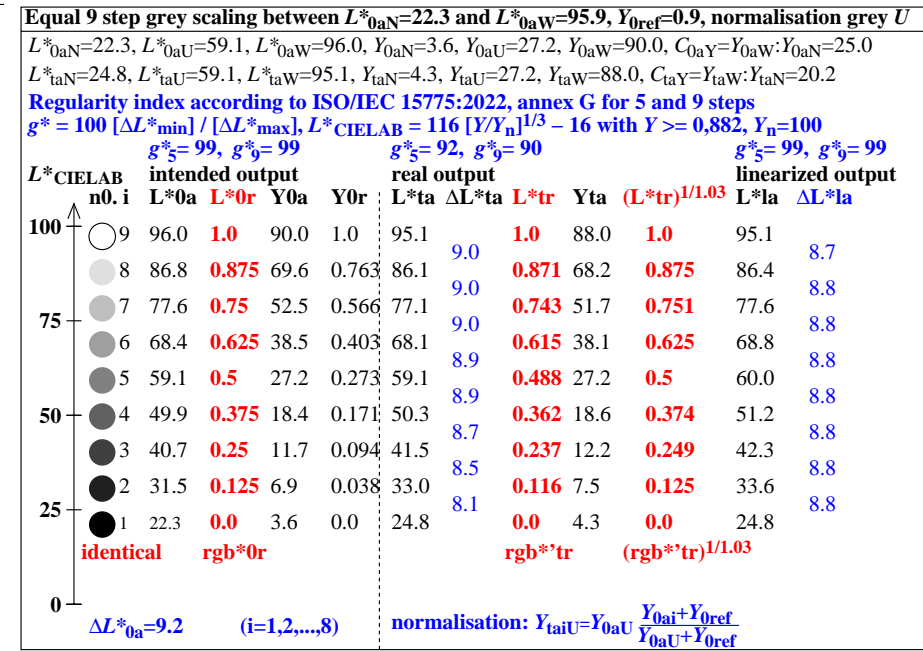 Equal 9 step grey scaling between L*0aN=22.3 and L*0aW=95.9, Y0ref=0.9, normalisation grey U
L*0aN=22.3, L*0aU=59.1, L*0aW=96.0, Y0aN=3.6, Y0aU=27.2, Y0aW=90.0, C0aY=Y0aW:Y0aN=25.0
L*taN=24.8, L*taU=59.1, L*taW=95.1, YtaN=4.3, YtaU=27.2, YtaW=88.0, CtaY=YtaW:YtaN=20.2
Regularity index according to ISO/IEC 15775:2022, annex G for 5 and 9 steps
g* = 100 [ΔL*min] / [ΔL*max], L*CIELAB = 116 [Y/Yn]1/3 – 16 with Y >= 0,882, Yn=100
g*5= 99, g*9= 99 g*5= 92, g*9= 90 g*5= 99, g*9= 99
L*CIELAB intended output real output linearized output
n0. i L*0a L*0r Y0a Y0r L*ta ΔL*ta L*tr Yta (L*tr)1/1.03 L*la ΔL*la
100 9 96.0 1.0 90.0 1.0 95.1 1.0 88.0 1.0 95.1
9.0 8.7
8 86.8 0.875 69.6 0.763 86.1 0.871 68.2 0.875 86.4
9.0 8.8
7 77.6 0.75 52.5 0.566 77.1 0.743 51.7 0.751 77.6
75 9.0 8.8
6 68.4 0.625 38.5 0.403 68.1 0.615 38.1 0.625 68.8
8.9 8.8
5 59.1 0.5 27.2 0.273 59.1 0.488 27.2 0.5 60.0
8.9 8.8
50 4 49.9 0.375 18.4 0.171 50.3 0.362 18.6 0.374 51.2
8.7 8.8
3 40.7 0.25 11.7 0.094 41.5 0.237 12.2 0.249 42.3
8.5 8.8
2 31.5 0.125 6.9 0.038 33.0 0.116 7.5 0.125 33.6
25 8.1 8.8
1 22.3 0.0 3.6 0.0 24.8 0.0 4.3 0.0 24.8
identical rgb*0r rgb*'tr (rgb*'tr)1/1.03
0
ΔL*0a=9.2 (i=1,2,...,8) normalisation: YtaiU=Y0aU Y0ai+Y0ref
Y0aU+Y0ref